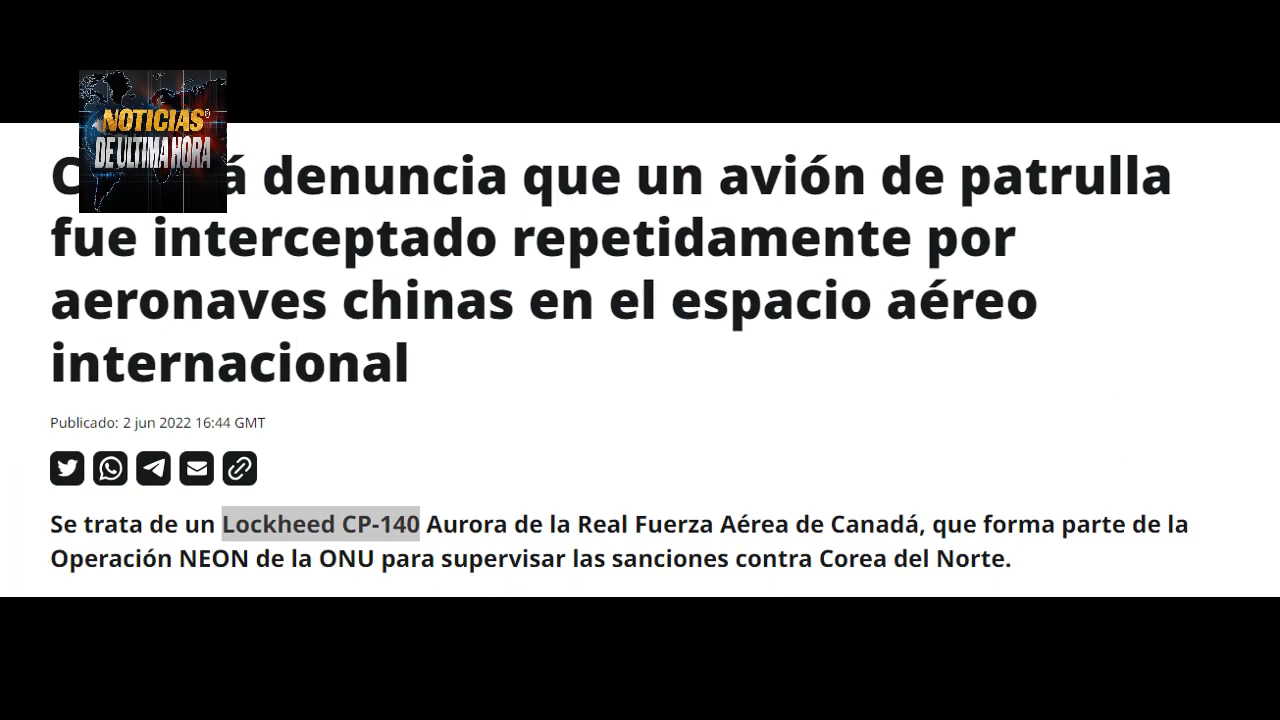 NOTICIAS®
DE ULTIMA HORA
denuncia que un avión de patrulla
fue interceptado repetidamente por
aeronaves chinas en el espacio aéreo
internacional
Publicado: 2 jun 2022 16:44 GMT
Se trata de un Lockheed CP-140 Aurora de la Real Fuerza Aérea de Canadá, que forma parte de la
Operación NEON de la ONU para supervisar las sanciones contra Corea del Norte.